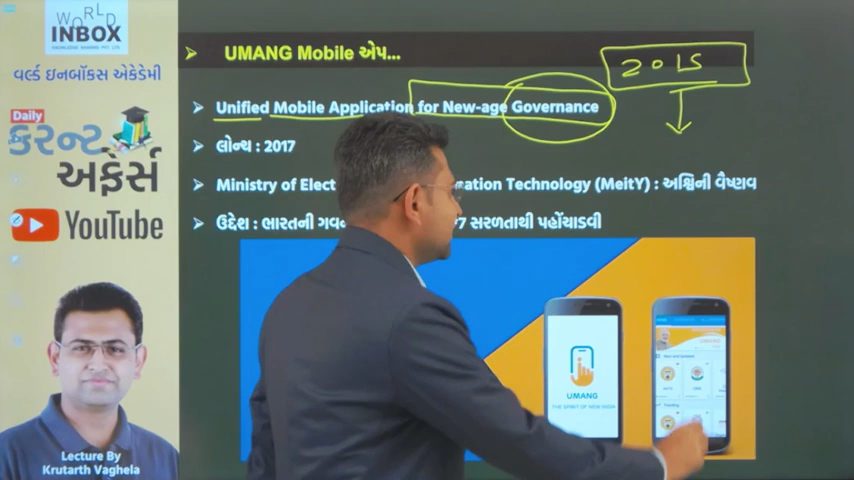 WORLD
INBOX
KNOWLEDGE SHARING PVT. LTD.
વર્લ્ડ ઇનબૉક્સ એકેડેમી
Daily
કરન્ટ
અફેર્સ
YouTube
Lecture By
Krutarth Vaghela
UMANG Mobile એપ...
2015
Unified Mobile Application for New-age Governance
લોન્ચ : 2017
Ministry of Elect mation Technology (MeitY) : અશ્વિની વૈષ્ણવ
ઉદ્દેશ : ભારતની ગવ 7 સરળતાથી પહોંચાડવી
UMANG
THE SPIRIT OF NEW INDIA